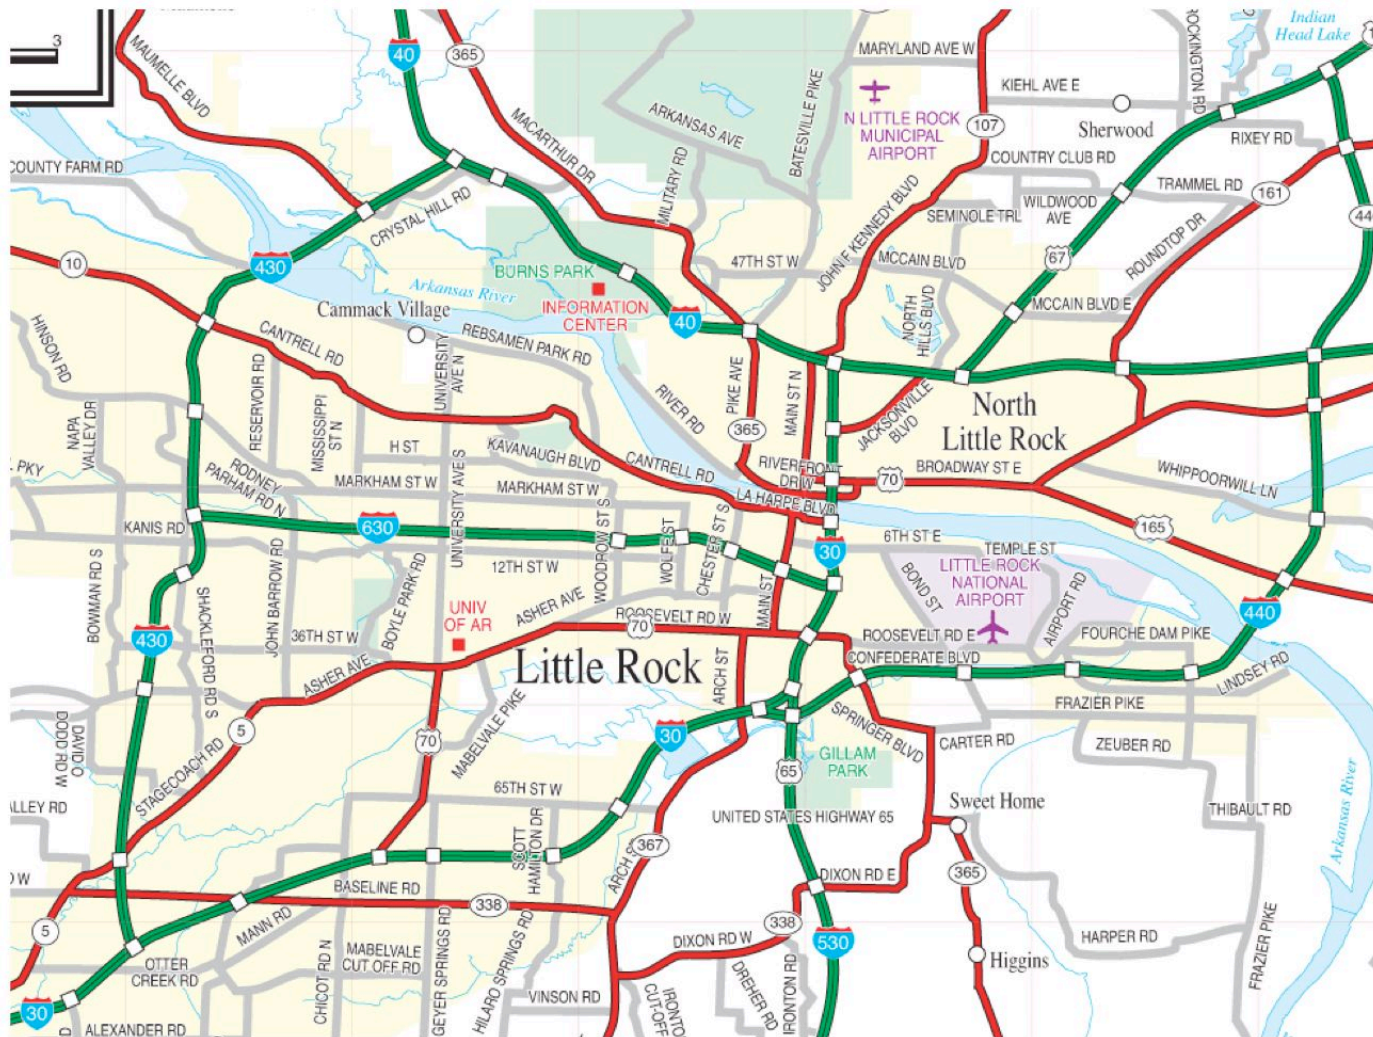 3
MAUMELLE BLVD
40
365
MACARTHUR DR
ARKANSAS AVE
MILITARY RD
BATESVILLE PIKE
MARYLAND AVE W
N LITTLE ROCK
MUNICIPAL
AIRPORT
107
KIEHL AVE E
Sherwood
Indian
Head Lake
RIXEY RD
COUNTRY CLUB RD
TRAMMEL RD
161
WILDWOOD
AVE
SEMINOLE TRL
ROUNDTOP DR
COUNTY FARM RD
CRYSTAL HILL RD
430
10
BURNS PARK
INFORMATION
CENTER
Arkansas River
40
47TH ST W
JOHN F KENNEDY BLVD
MCCAIN BLVD
67
MCCAIN BLVD E
NORTH
HILLS BLVD
Cammack Village
HINSON RD
CANTRELL RD
REBSAMEN PARK RD
UNIVERSITY
AVE N
RESERVOIR RD
MISSISSIPPI
ST N
NAPA
VALLEY DR
RIVER RD
PIKE AVE
365
MAIN ST N
JACKSONVILLE
BLVD
North
Little Rock
H ST
KAVANAUGH BLVD
CANTRELL RD
RIVERFRONT
DR W
70
BROADWAY ST E
WHIPPOORWILL LN
PKY
RODNEY
PARHAM RD N
MARKHAM ST W
MARKHAM ST W
LA HARPE BLVD
165
KANIS RD
630
UNIVERSITY AVE S
12TH ST W
WOODROW ST S
WOLFE ST
CHESTER ST S
MAIN ST
30
6TH ST E
TEMPLE ST
LITTLE ROCK
NATIONAL
AIRPORT
BOND ST
AIRPORT RD
440
BOWMAN RD S
430
SHACKLEFORD RD S
JOHN BARROW RD
BOYLE PARK RD
36TH ST W
UNIV
OF AR
ASHER AVE
ROOSEVELT RD W
70
ROOSEVELT RD E
CONFEDERATE BLVD
FOURCHE DAM PIKE
LINDSEY RD
Little Rock
ASHER AVE
ARCH ST
FRAZIER PIKE
DAVID O
DODD RD W
5
STAGECOACH RD
70
MABELVALE PIKE
30
SPRINGER BLVD
CARTER RD
ZEUBER RD
65
GILLAM
PARK
65TH ST W
UNITED STATES HIGHWAY 65
Sweet Home
THIBAULT RD
Arkansas River
SCOTT
HAMILTON DR
367
BASELINE RD
338
DIXON RD E
365
MANN RD
338
DIXON RD W
530
HARPER RD
FRAZIER PIKE
5
OTTER
CREEK RD
MABELVALE
CUT OFF RD
CHICOT RD N
GEYER SPRINGS RD
HILARO SPRINGS RD
VINSON RD
DREHER RD
IRONTON RD
Higgins
30
ALEXANDER RD